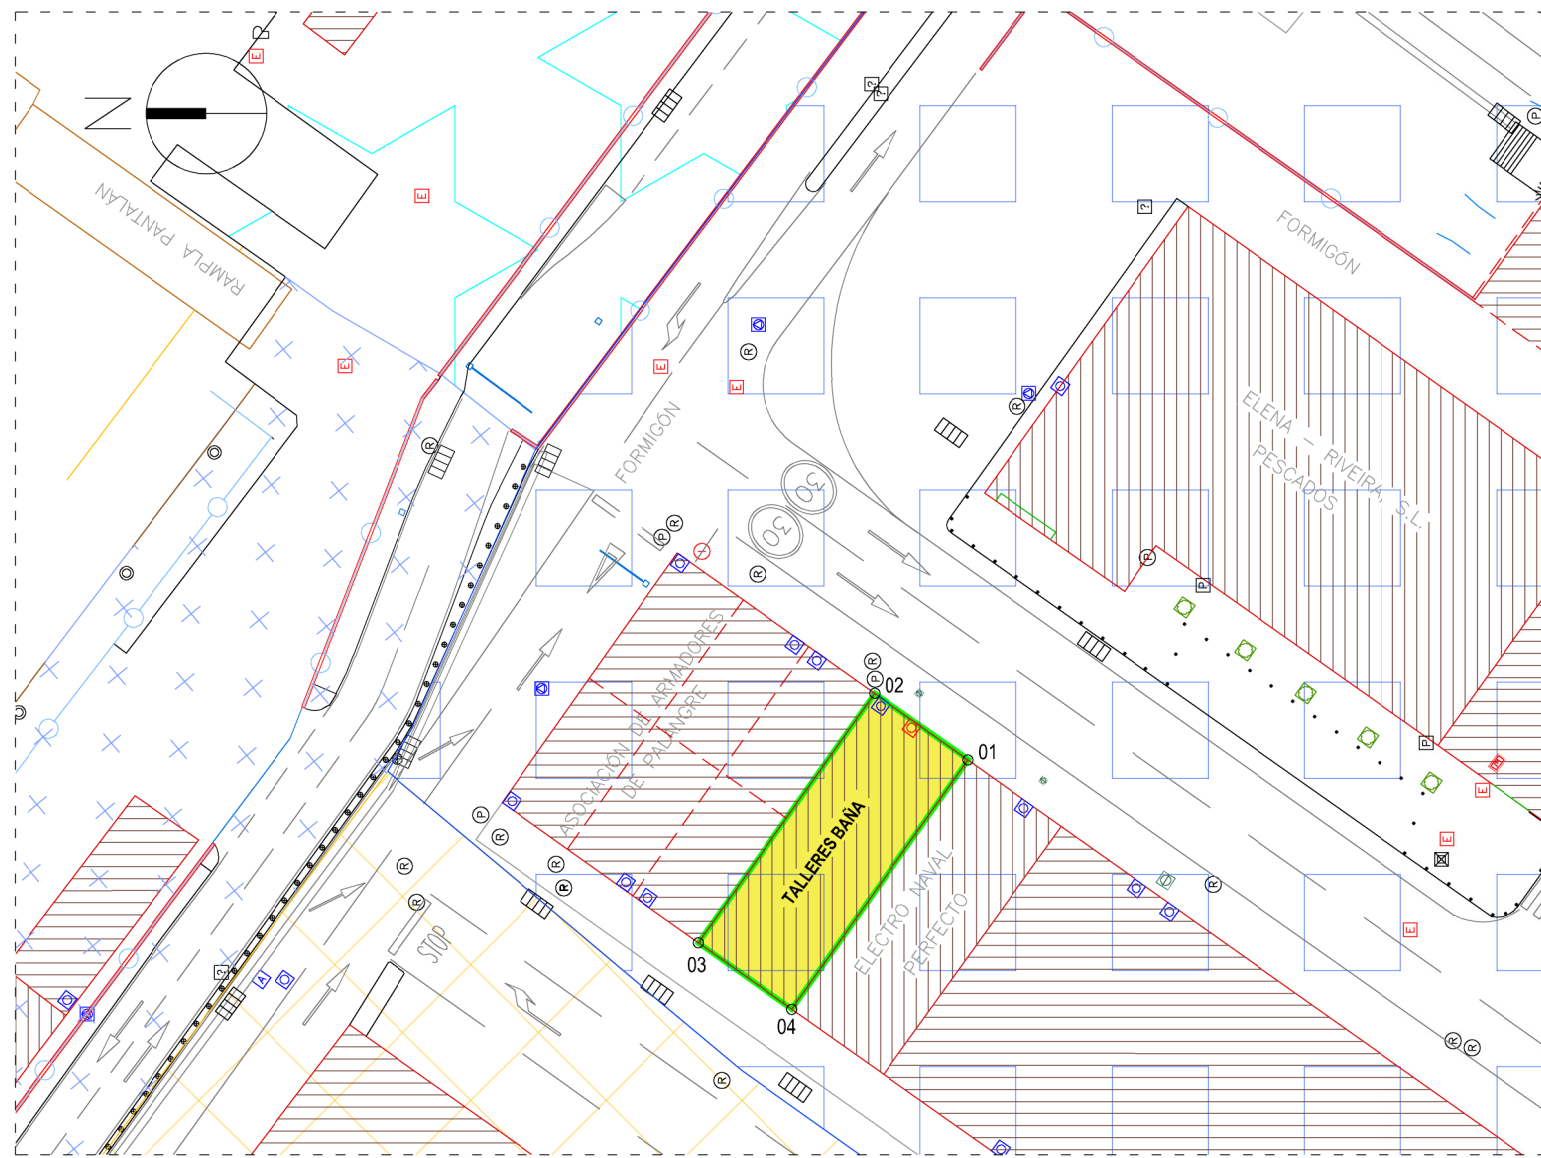 N
R
E
RAMPLA PANTALÁN
E
?
?
P
?
FORMIGÓN
R
E
E
E
FORMIGÓN
R
R
ELENA – RIVEIRA, S.L.
PESCADOS
30
30
P
R
R
R
P
ASOCIACIÓN DE ARMADORES
DE PALANGRE
R
P
02
01
P
E
E
TALLERES BAÑA
P
R
R
R
R
R
STOP
ELECTRO NAVAL
PERFECTO
R
E
03
04
?
A
R
R
R